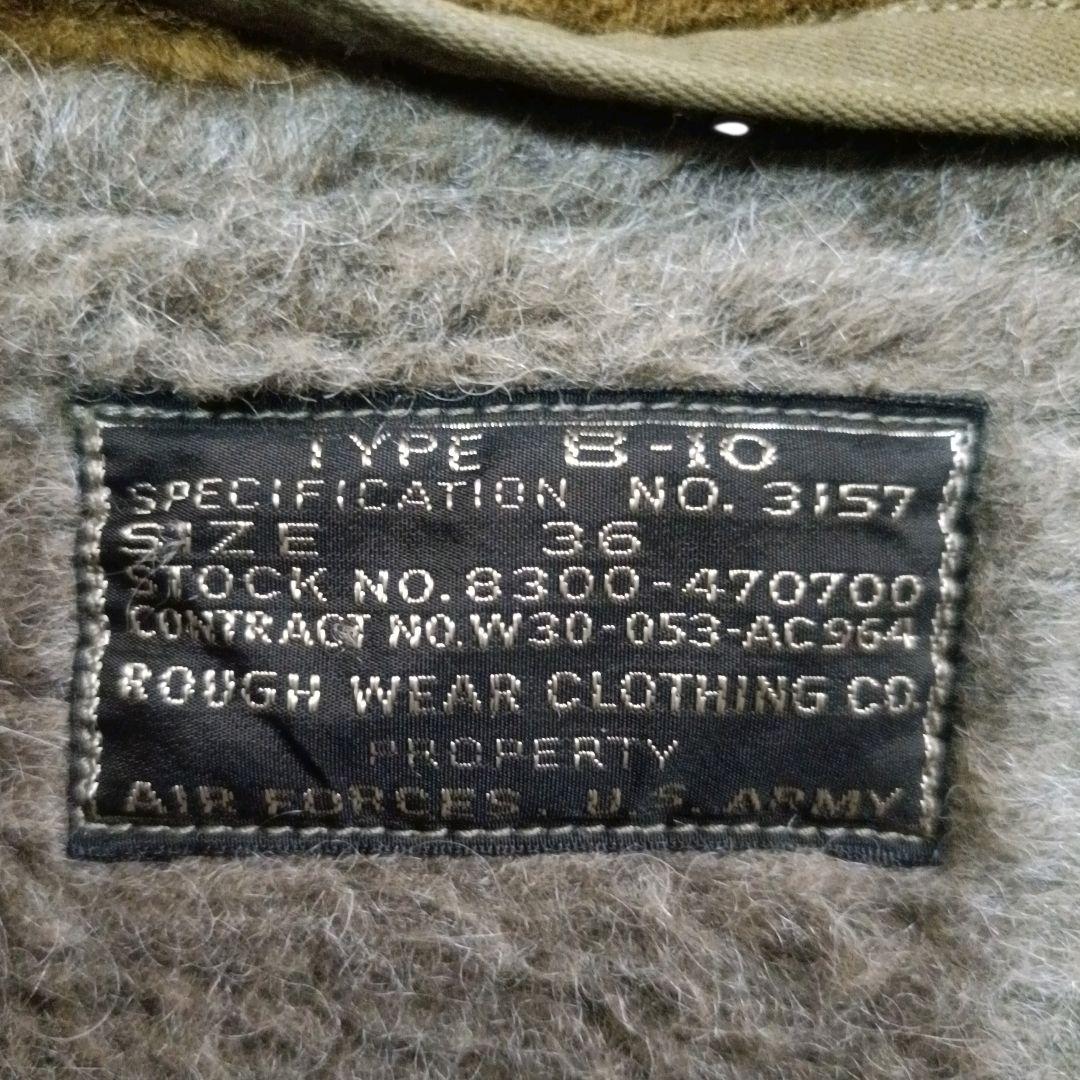 TYPE B-10
SPECIFICATION NO. 3157
SIZE 36
STOCK NO. 8300-470700
CONTRACT NO. W30-053-AC964
ROUGH WEAR CLOTHING CO.
PROPERTY
AIR FORCES, U.S. ARMY